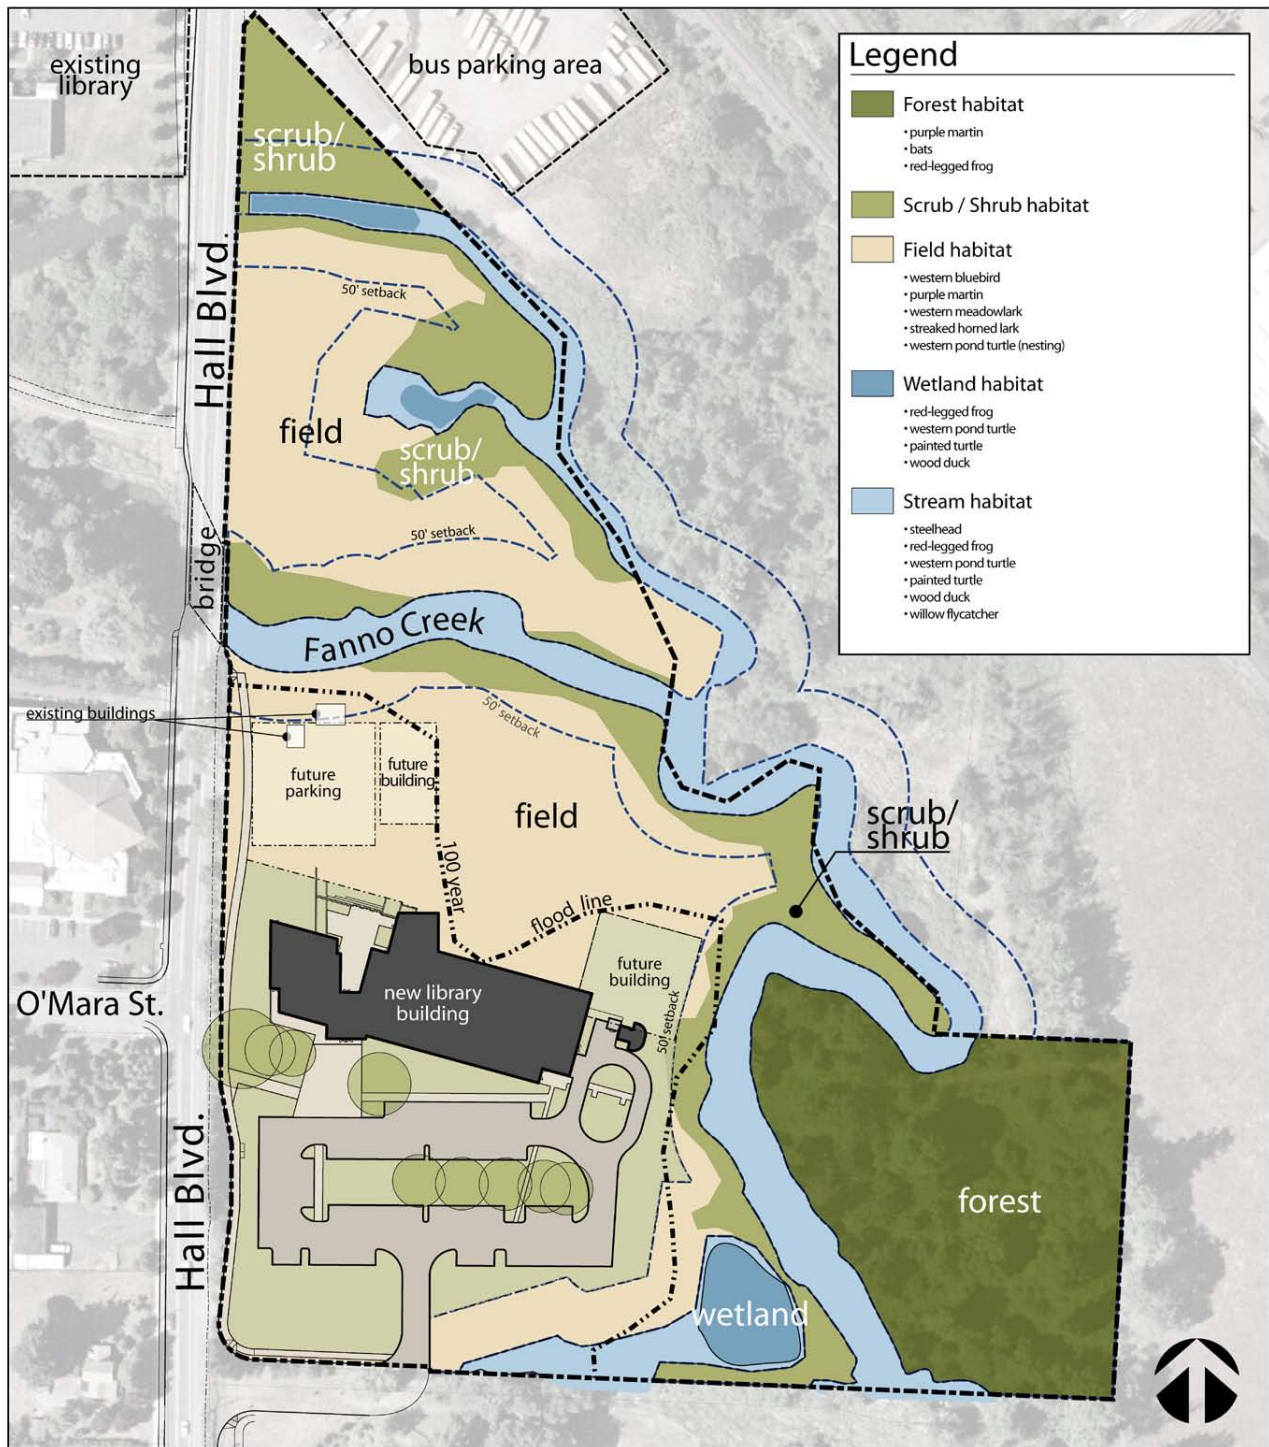 existing
library
bus parking area
scrub/
shrub
Hall Blvd.
50' setback
field
scrub/
shrub
50' setback
bridge
Fanno Creek
existing buildings
50' setback
future
parking
future
building
field
scrub/
shrub
100 year
flood line
future
building
new library
building
50' setback
O'Mara St.
Hall Blvd.
forest
wetland
Legend
Forest habitat
• purple martin
• bats
• red-legged frog
Scrub / Shrub habitat
Field habitat
• western bluebird
• purple martin
• western meadowlark
• streaked horned lark
• western pond turtle (nesting)
Wetland habitat
• red-legged frog
• western pond turtle
• painted turtle
• wood duck
Stream habitat
• steelhead
• red-legged frog
• western pond turtle
• painted turtle
• wood duck
• willow flycatcher